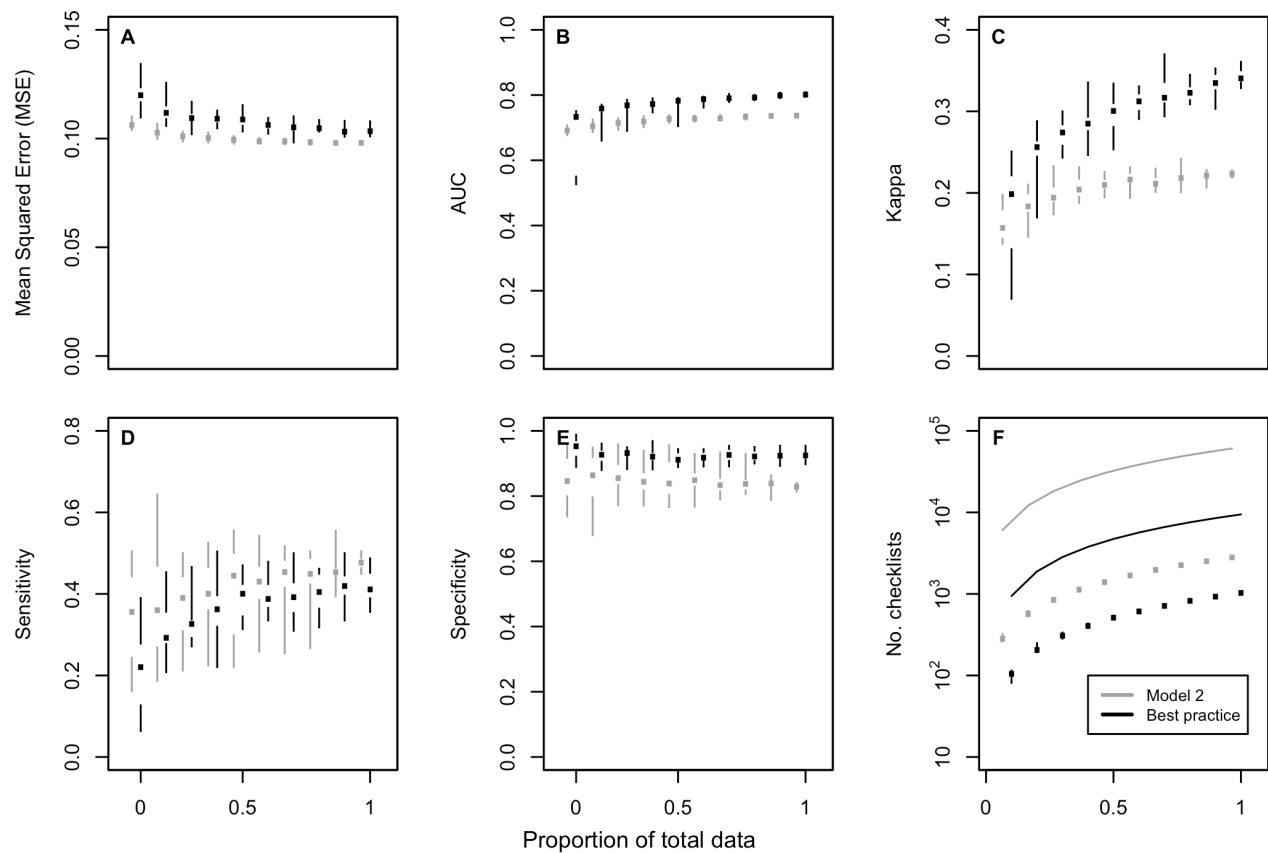 A
Mean Squared Error (MSE)
0.15
0.10
0.05
0.00
B
AUC
1.0
0.8
0.6
0.4
0.2
0.0
C
Kappa
0.4
0.3
0.2
0.1
0.0
D
Sensitivity
0.8
0.6
0.4
0.2
0.0
0 0.5 1
E
Specificity
1.0
0.8
0.6
0.4
0.2
0.0
0 0.5 1
F
No. checklists
10^5
10^4
10^3
10^2
10
Model 2
Best practice
0 0.5 1
Proportion of total data